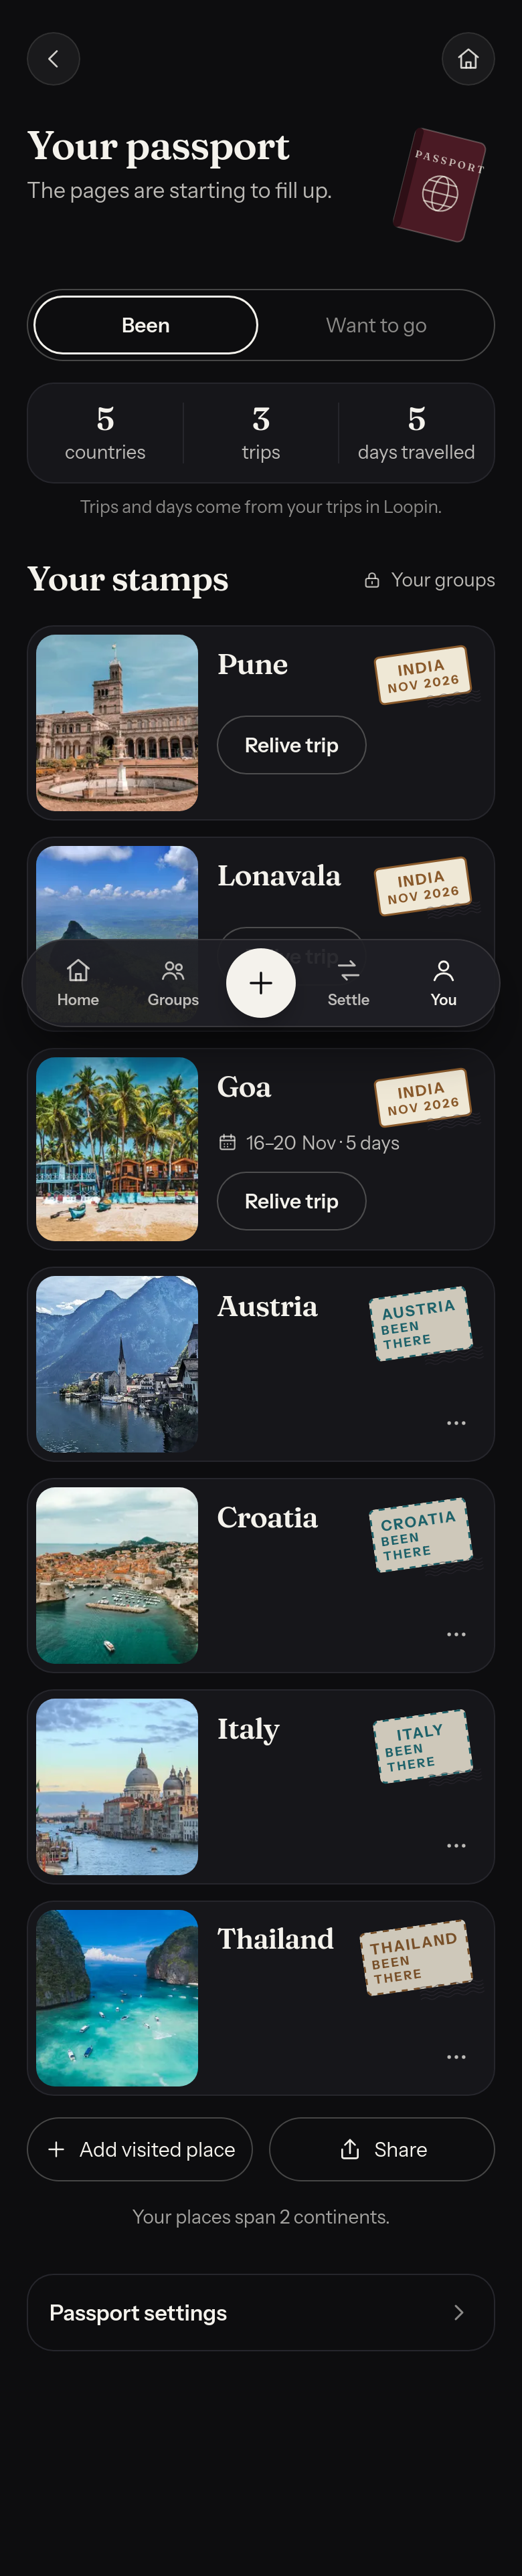 Your passport
The pages are starting to fill up.
PASSPORT
Been
Want to go
5
countries
3
trips
5
days travelled
Trips and days come from your trips in Loopin.
Your stamps
Your groups
Pune
INDIA
NOV 2026
Relive trip
Lonavala
INDIA
NOV 2026
Home
Groups
Settle
You
Goa
INDIA
NOV 2026
16–20 Nov · 5 days
Relive trip
Austria
AUSTRIA
BEEN
THERE
Croatia
CROATIA
BEEN
THERE
Italy
ITALY
BEEN
THERE
Thailand
THAILAND
BEEN
THERE
Add visited place
Share
Your places span 2 continents.
Passport settings